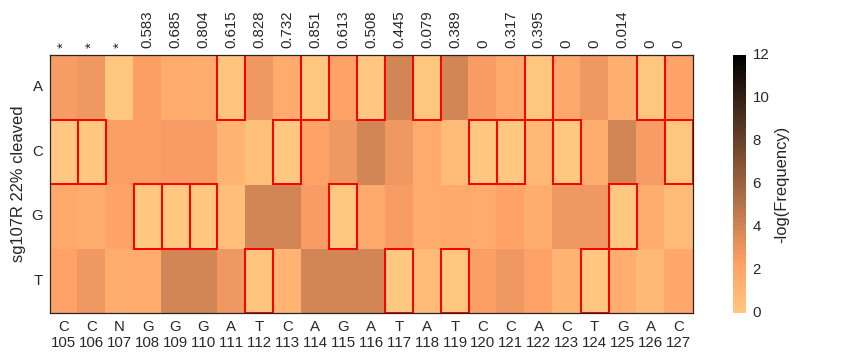 * * * 0.583 0.685 0.804 0.615 0.828 0.732 0.851 0.613 0.508 0.445 0.079 0.389 0 0.317 0.395 0 0 0.014 0 0
sg107R 22% cleaved
A
C
G
T
C C N G G G A T C A G A T A T C C A C T G A C
105 106 107 108 109 110 111 112 113 114 115 116 117 118 119 120 121 122 123 124 125 126 127
12
10
8
6
4
2
0
-log(Frequency)